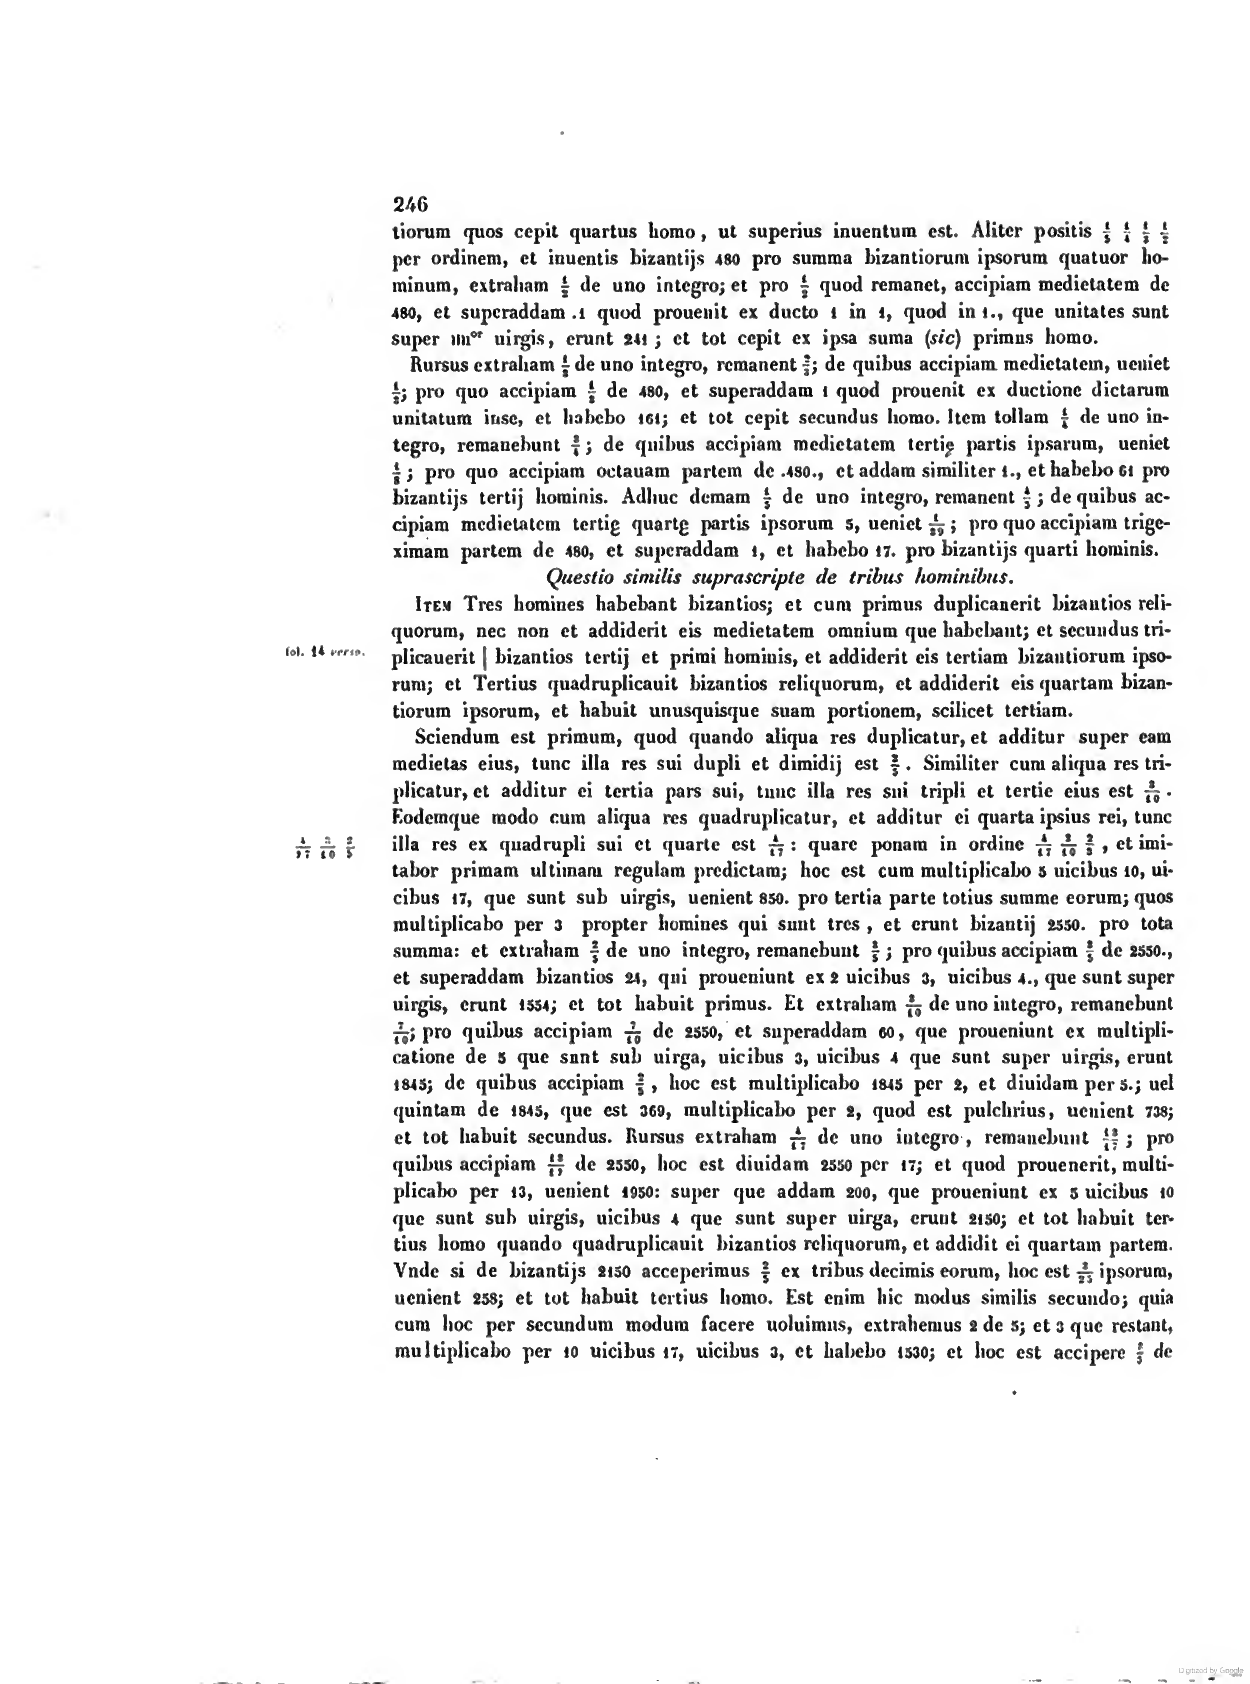 246
tiorum quos cepit quartus homo, ut superius inuentum est. Aliter positis 1/5 1/4 1/3 1/2
per ordinem, et inuentis bizantijs 480 pro summa bizantiorum ipsorum quatuor ho-
minum, extraham 1/2 de uno integro; et pro 1/2 quod remanet, accipiam medietatem de
480, et superaddam .1 quod prouenit ex ducto 1 in 1, quod in 1., que unitates sunt
super IIIIor uirgis, erunt 241 ; et tot cepit ex ipsa suma (sic) primus homo.
Rursus extraham 1/3 de uno integro, remanent 2/3; de quibus accipiam medietatem, ueniet
1/3; pro quo accipiam 1/3 de 480, et superaddam 1 quod prouenit ex ductione dictarum
unitatum inse, et habebo 161; et tot cepit secundus homo. Item tollam 1/4 de uno in-
tegro, remanebunt 3/4 ; de quibus accipiam medietatem tertię partis ipsarum, ueniet
1/8 ; pro quo accipiam octauam partem de .480., et addam similiter 1., et habebo 61 pro
bizantijs tertij hominis. Adhuc demam 1/5 de uno integro, remanent 4/5 ; de quibus ac-
cipiam medietatem tertię quartę partis ipsorum 5, ueniet 1/29 ; pro quo accipiam trige-
ximam partem de 480, et superaddam 1, et habebo 17. pro bizantijs quarti hominis.
Questio similis suprascripte de tribus hominibus.
ITEM Tres homines habebant bizantios; et cum primus duplicauerit bizantios reli-
quorum, nec non et addiderit eis medietatem omnium que habebant; et secundus tri-
fol. 14 verso.
plicauerit | bizantios tertij et primi hominis, et addiderit eis tertiam bizantiorum ipso-
rum; et Tertius quadruplicauit bizantios reliquorum, et addiderit eis quartam bizan-
tiorum ipsorum, et habuit unusquisque suam portionem, scilicet tertiam.
Sciendum est primum, quod quando aliqua res duplicatur, et additur super eam
medietas eius, tunc illa res sui dupli et dimidij est 2/5 . Similiter cum aliqua res tri-
plicatur, et additur ei tertia pars sui, tunc illa res sui tripli et tertie eius est 3/10 .
Eodemque modo cum aliqua res quadruplicatur, et additur ei quarta ipsius rei, tunc
4/17 3/10 2/5
illa res ex quadrupli sui et quarte est 4/17 : quare ponam in ordine 4/17 3/10 2/5 , et imi-
tabor primam ultimam regulam predictam; hoc est cum multiplicabo 5 uicibus 10, ui-
cibus 17, que sunt sub uirgis, uenient 850. pro tertia parte totius summe eorum; quos
multiplicabo per 3 propter homines qui sunt tres , et erunt bizantij 2550. pro tota
summa: et extraham 2/5 de uno integro, remanebunt 3/5 ; pro quibus accipiam 3/5 de 2550.,
et superaddam bizantios 24, qui proueniunt ex 2 uicibus 3, uicibus 4., que sunt super
uirgis, erunt 1554; et tot habuit primus. Et extraham 3/10 de uno integro, remanebunt
7/10; pro quibus accipiam 7/10 de 2550, et superaddam 60, que proueniunt ex multipli-
catione de 5 que sunt sub uirga, uicibus 3, uicibus 4 que sunt super uirgis, erunt
1845; de quibus accipiam 2/5 , hoc est multiplicabo 1845 per 2, et diuidam per 5.; uel
quintam de 1845, que est 369, multiplicabo per 2, quod est pulchrius, uenient 738;
et tot habuit secundus. Rursus extraham 4/17 de uno integro , remanebunt 13/17 ; pro
quibus accipiam 13/17 de 2550, hoc est diuidam 2550 per 17; et quod prouenerit, multi-
plicabo per 13, uenient 1950: super que addam 200, que proueniunt ex 5 uicibus 10
que sunt sub uirgis, uicibus 4 que sunt super uirga, erunt 2150; et tot habuit ter-
tius homo quando quadruplicauit bizantios reliquorum, et addidit ei quartam partem.
Vnde si de bizantijs 2150 acceperimus 2/5 ex tribus decimis eorum, hoc est 3/25 ipsorum,
uenient 258; et tot habuit tertius homo. Est enim hic modus similis secundo; quia
cum hoc per secundum modum facere uoluimus, extrahemus 2 de 5; et 3 que restant,
multiplicabo per 10 uicibus 17, uicibus 3, et habebo 1530; et hoc est accipere 3/5 de
Digitized by Google